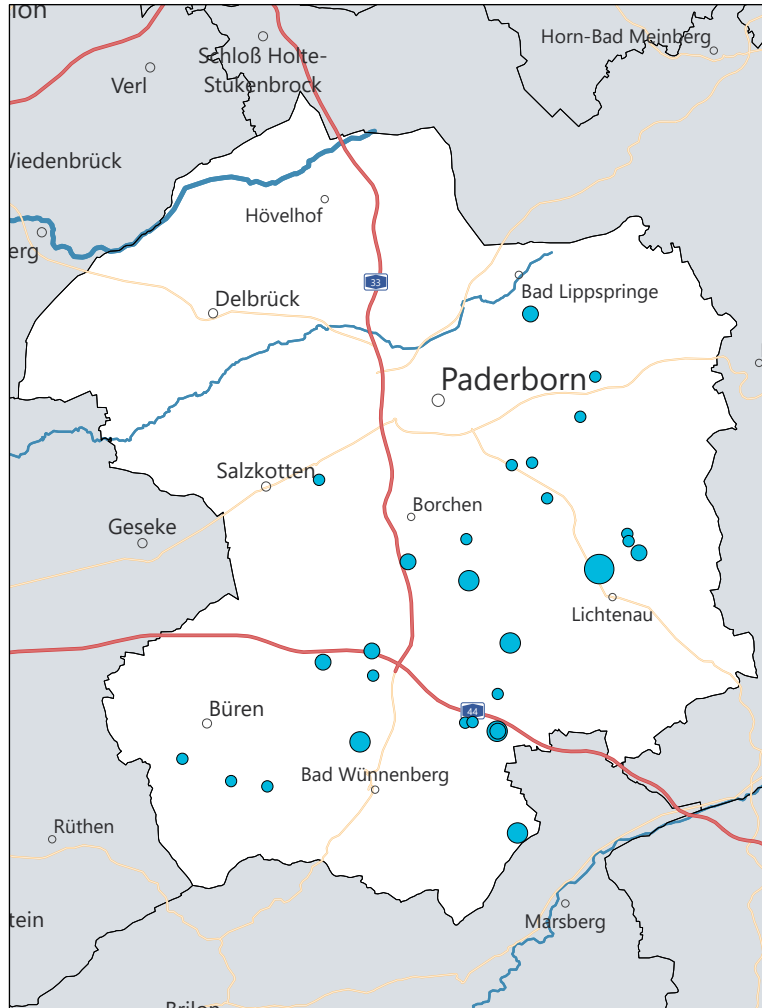 Horn-Bad Meinberg
Schloß Holte-
Stukenbrock
Verl
Hövelhof
33
Bad Lippspringe
Delbrück
Paderborn
Salzkotten
Borchen
Geseke
Lichtenau
Büren
44
Bad Wünnenberg
Rüthen
Marsberg